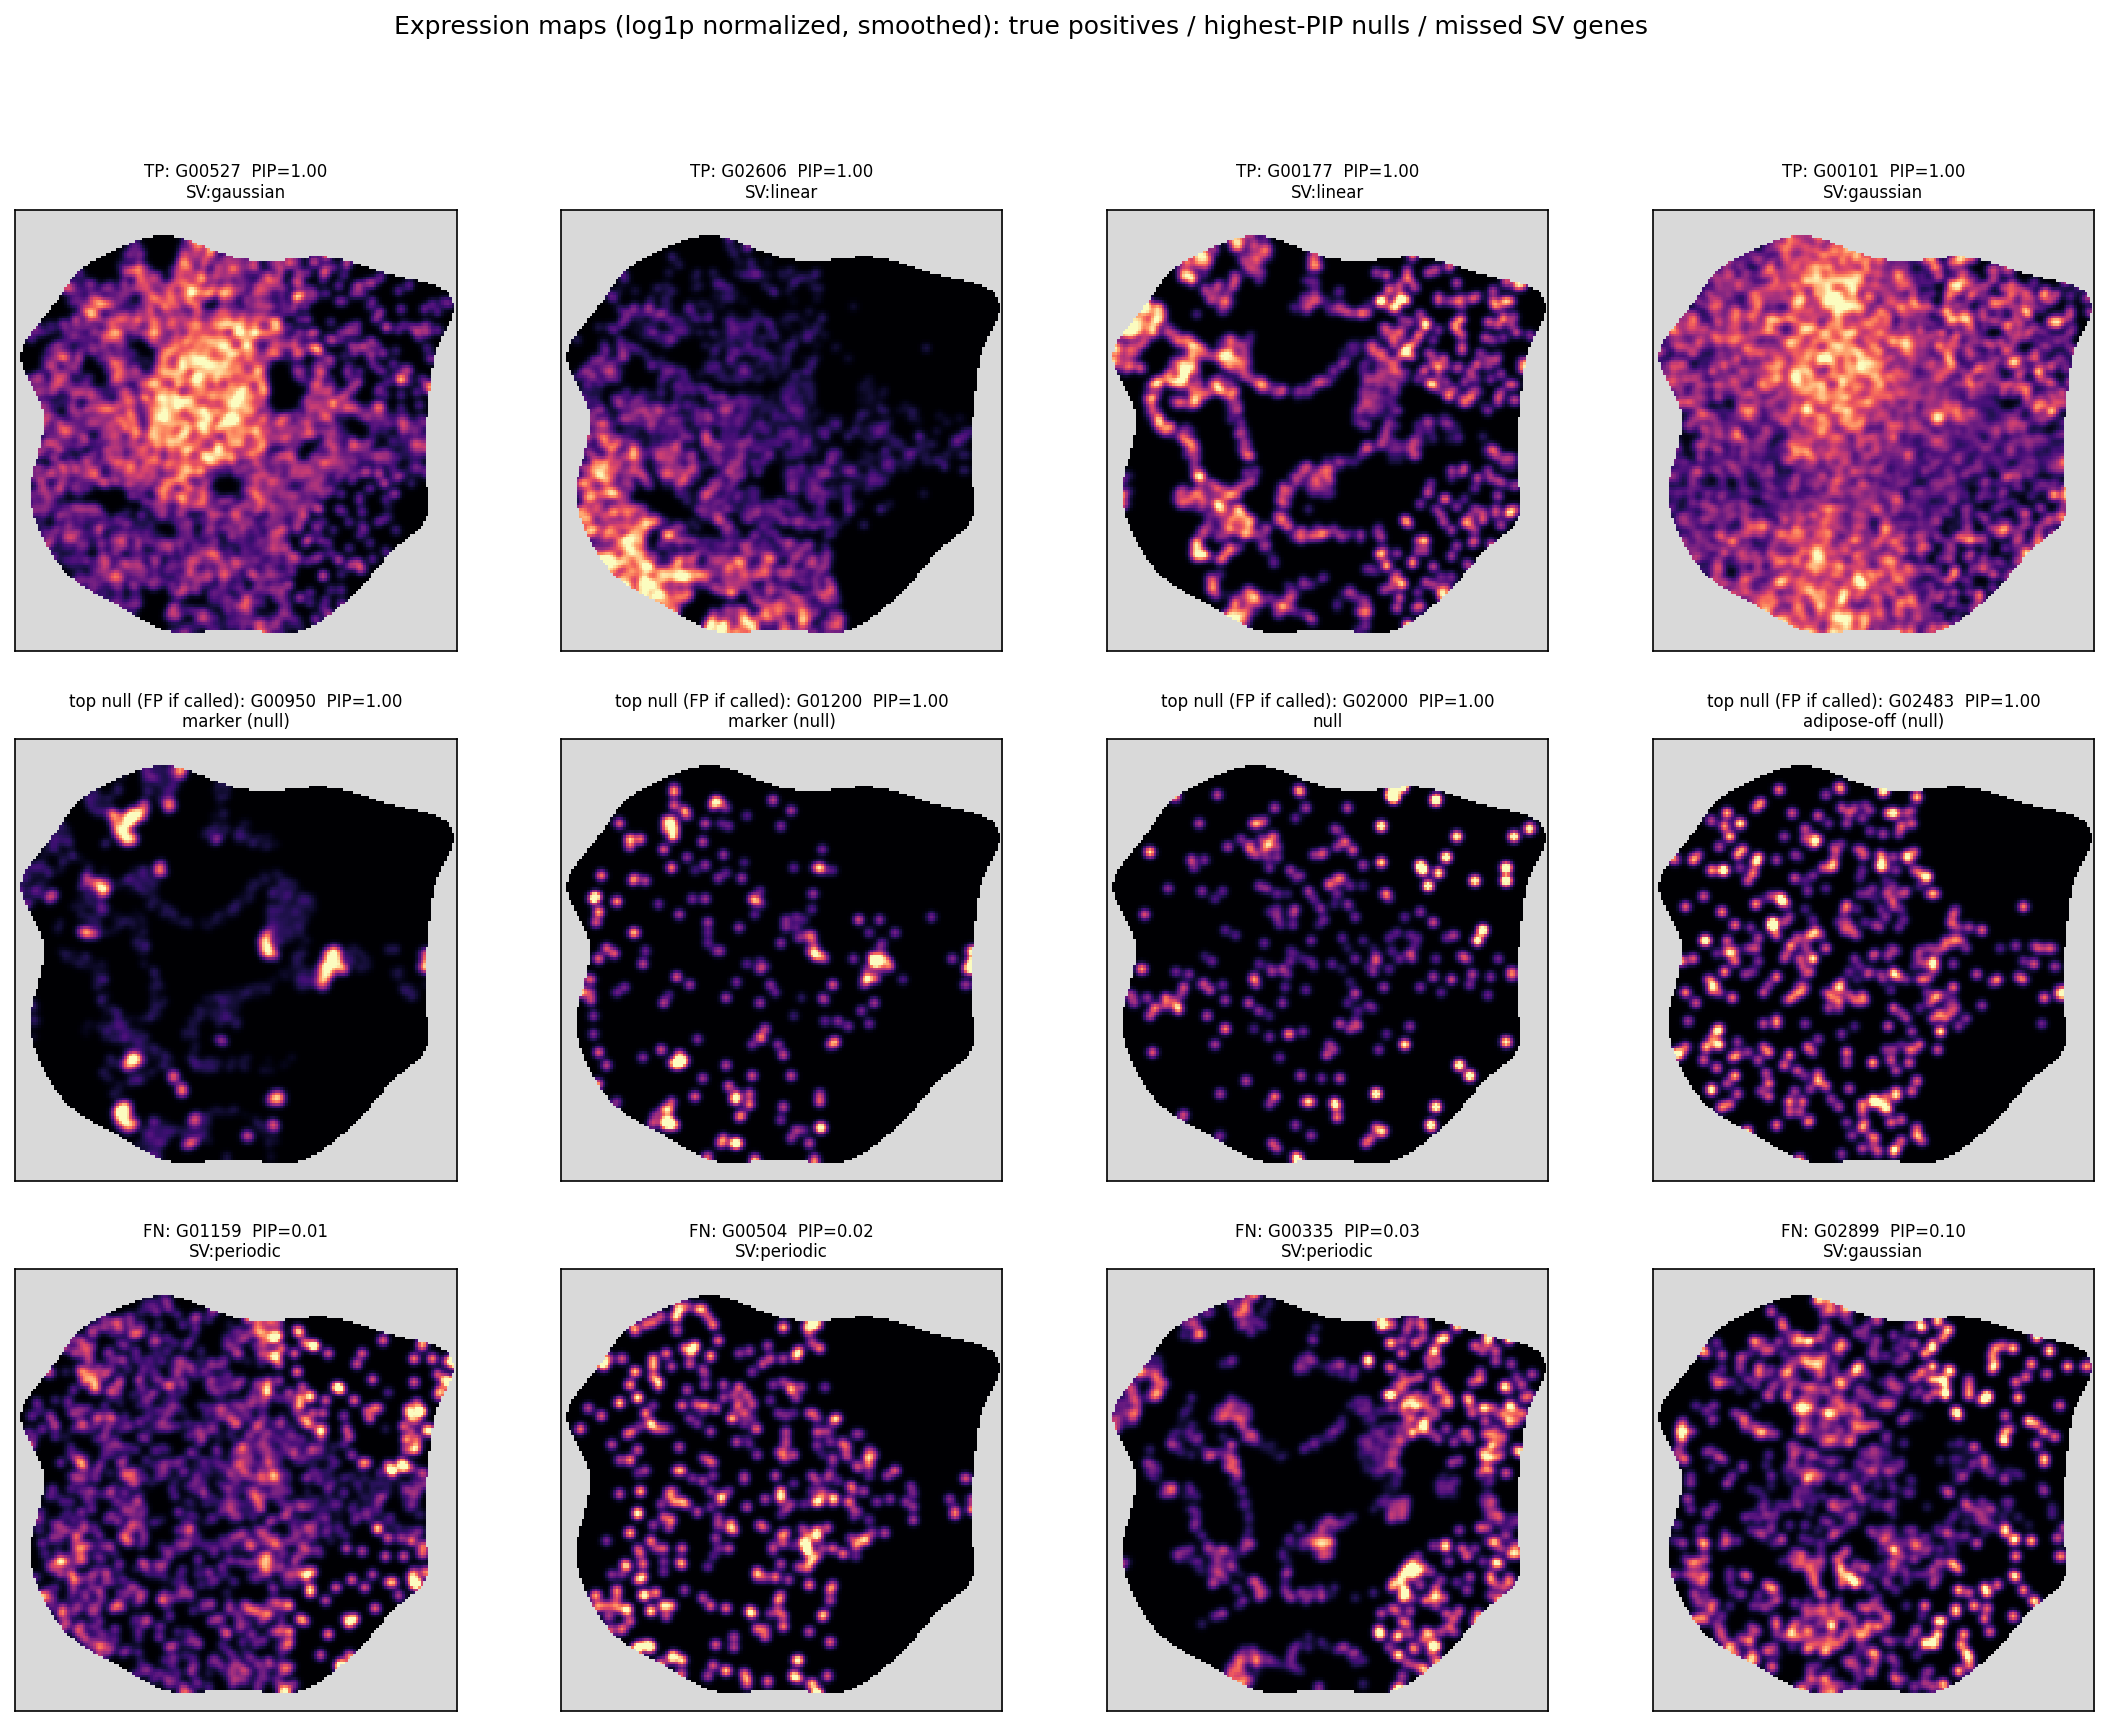 Expression maps (log1p normalized, smoothed): true positives / highest-PIP nulls / missed SV genes
TP: G00527  PIP=1.00
SV:gaussian
TP: G02606  PIP=1.00
SV:linear
TP: G00177  PIP=1.00
SV:linear
TP: G00101  PIP=1.00
SV:gaussian
top null (FP if called): G00950  PIP=1.00
marker (null)
top null (FP if called): G01200  PIP=1.00
marker (null)
top null (FP if called): G02000  PIP=1.00
null
top null (FP if called): G02483  PIP=1.00
adipose-off (null)
FN: G01159  PIP=0.01
SV:periodic
FN: G00504  PIP=0.02
SV:periodic
FN: G00335  PIP=0.03
SV:periodic
FN: G02899  PIP=0.10
SV:gaussian